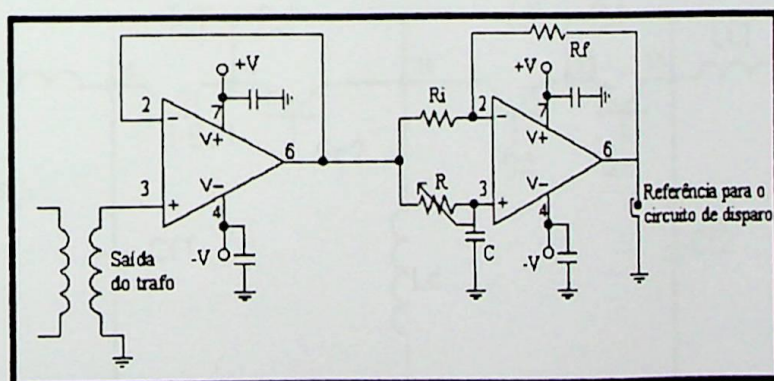 +V
2
7
V+
6
3
V-
4
-V
Saída
do trafo
Rf
+V
Ri
2
7
V+
6
R
3
V-
4
C
-V
Referência para o
circuito de disparo